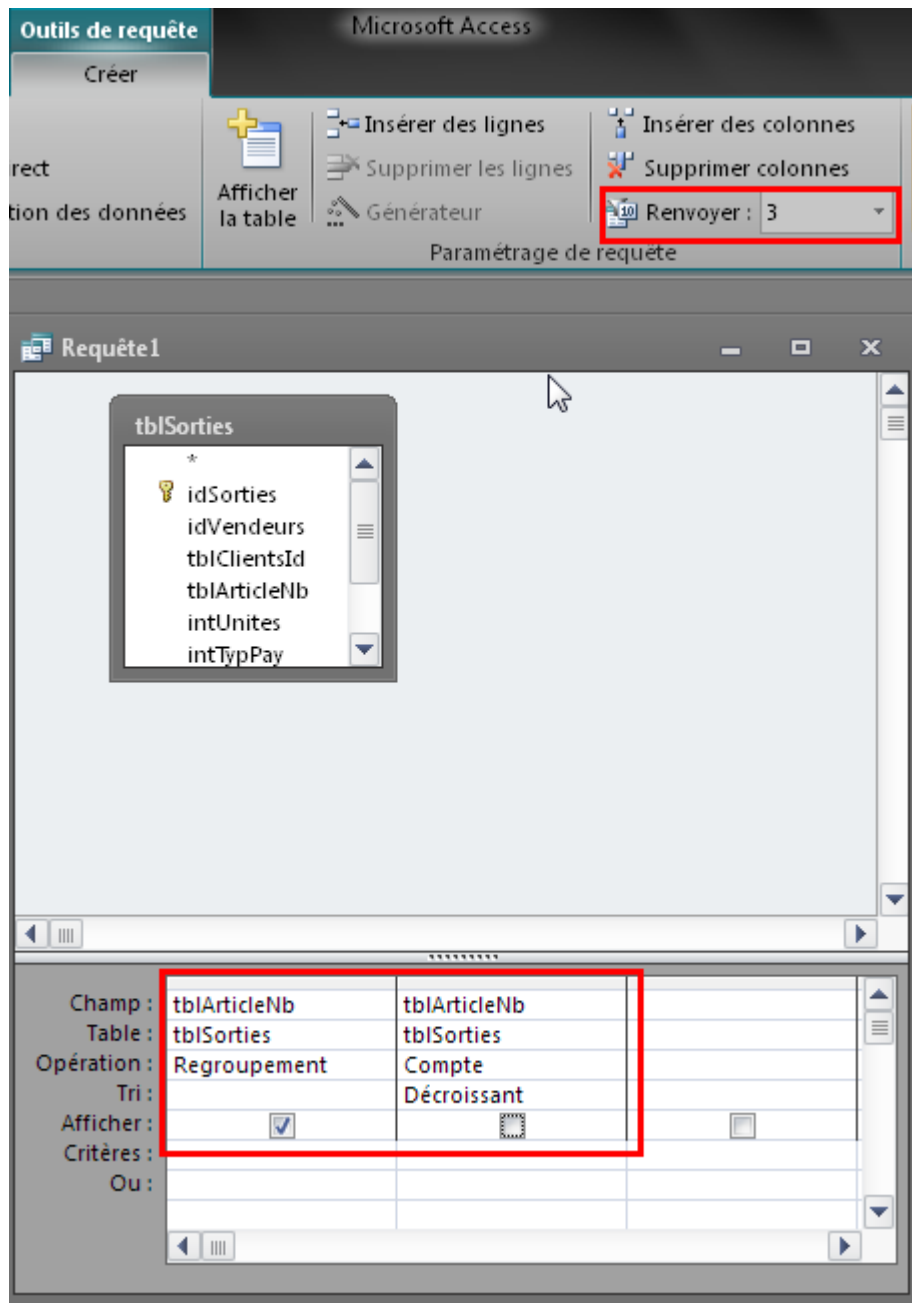 Outils de requête Microsoft Access
Créer
Insérer des lignes Insérer des colonnes
rect Supprimer les lignes Supprimer colonnes
tion des données Afficher la table Générateur 10 Renvoyer : 3
Paramétrage de requête
Requête1
tblSorties
*
idSorties
idVendeurs
tblClientsId
tblArticleNb
intUnites
intTypPay
Champ : tblArticleNb tblArticleNb
Table : tblSorties tblSorties
Opération : Regroupement Compte
Tri : Décroissant
Afficher :
Critères :
Ou :